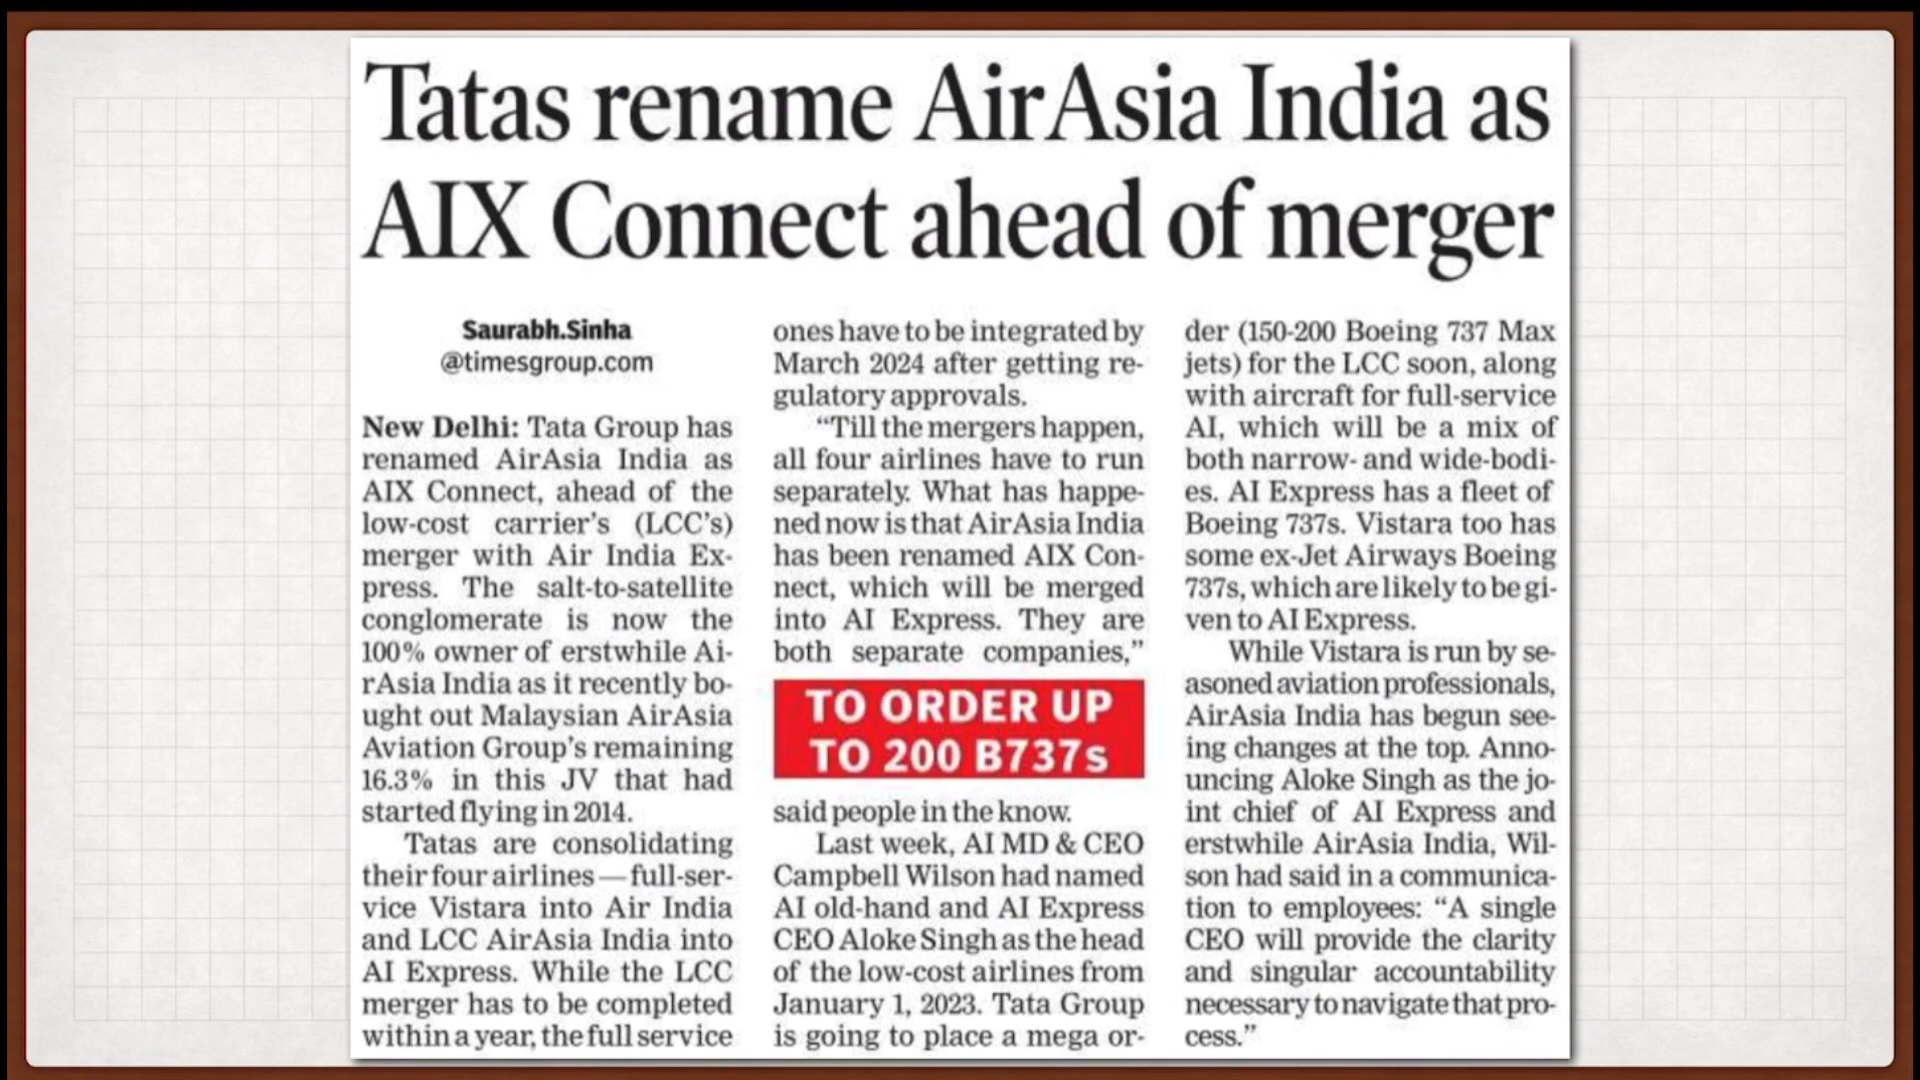 Tatas rename AirAsia India as
AIX Connect ahead of merger
Saurabh.Sinha
@timesgroup.com
New Delhi: Tata Group has
renamed AirAsia India as
AIX Connect, ahead of the
low-cost carrier's (LCC's)
merger with Air India Ex-
press. The salt-to-satellite
conglomerate is now the
100% owner of erstwhile Ai-
rAsia India as it recently bo-
ught out Malaysian AirAsia
Aviation Group's remaining
16.3% in this JV that had
started flying in 2014.
Tatas are consolidating
their four airlines—full-ser-
vice Vistara into Air India
and LCC AirAsia India into
AI Express. While the LCC
merger has to be completed
within a year, the full service
ones have to be integrated by
March 2024 after getting re-
gulatory approvals.
“Till the mergers happen,
all four airlines have to run
separately. What has happe-
ned now is that AirAsia India
has been renamed AIX Con-
nect, which will be merged
into AI Express. They are
both separate companies,”
TO ORDER UP
TO 200 B737s
said people in the know.
Last week, AI MD & CEO
Campbell Wilson had named
AI old-hand and AI Express
CEO Aloke Singh as the head
of the low-cost airlines from
January 1, 2023. Tata Group
is going to place a mega or-
der (150-200 Boeing 737 Max
jets) for the LCC soon, along
with aircraft for full-service
AI, which will be a mix of
both narrow- and wide-bodi-
es. AI Express has a fleet of
Boeing 737s. Vistara too has
some ex-Jet Airways Boeing
737s, which are likely to be gi-
ven to AI Express.
While Vistara is run by se-
asoned aviation professionals,
AirAsia India has begun see-
ing changes at the top. Anno-
uncing Aloke Singh as the jo-
int chief of AI Express and
erstwhile AirAsia India, Wil-
son had said in a communica-
tion to employees: “A single
CEO will provide the clarity
and singular accountability
necessary to navigate that pro-
cess.”